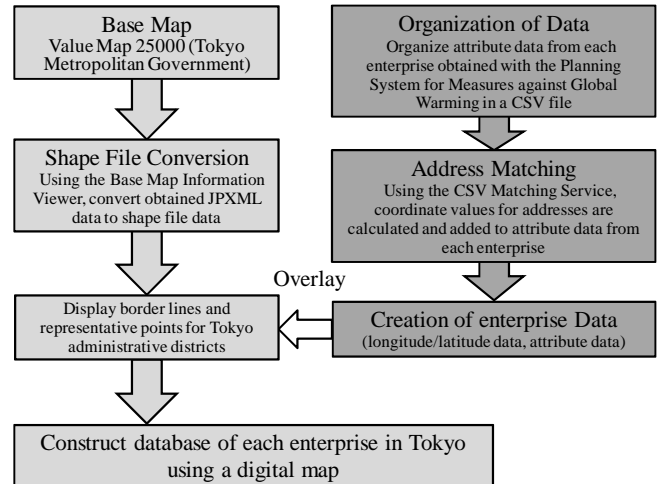 Base Map
Value Map 25000 (Tokyo
Metropolitan Government)
Organization of Data
Organize attribute data from each
enterprise obtained with the Planning
System for Measures against Global
Warming in a CSV file
Shape File Conversion
Using the Base Map Information
Viewer, convert obtained JPXML
data to shape file data
Address Matching
Using the CSV Matching Service,
coordinate values for addresses are
calculated and added to attribute data from
each enterprise
Overlay
Display border lines and
representative points for Tokyo
administrative districts
Creation of enterprise Data
(longitude/latitude data, attribute data)
Construct database of each enterprise in Tokyo
using a digital map